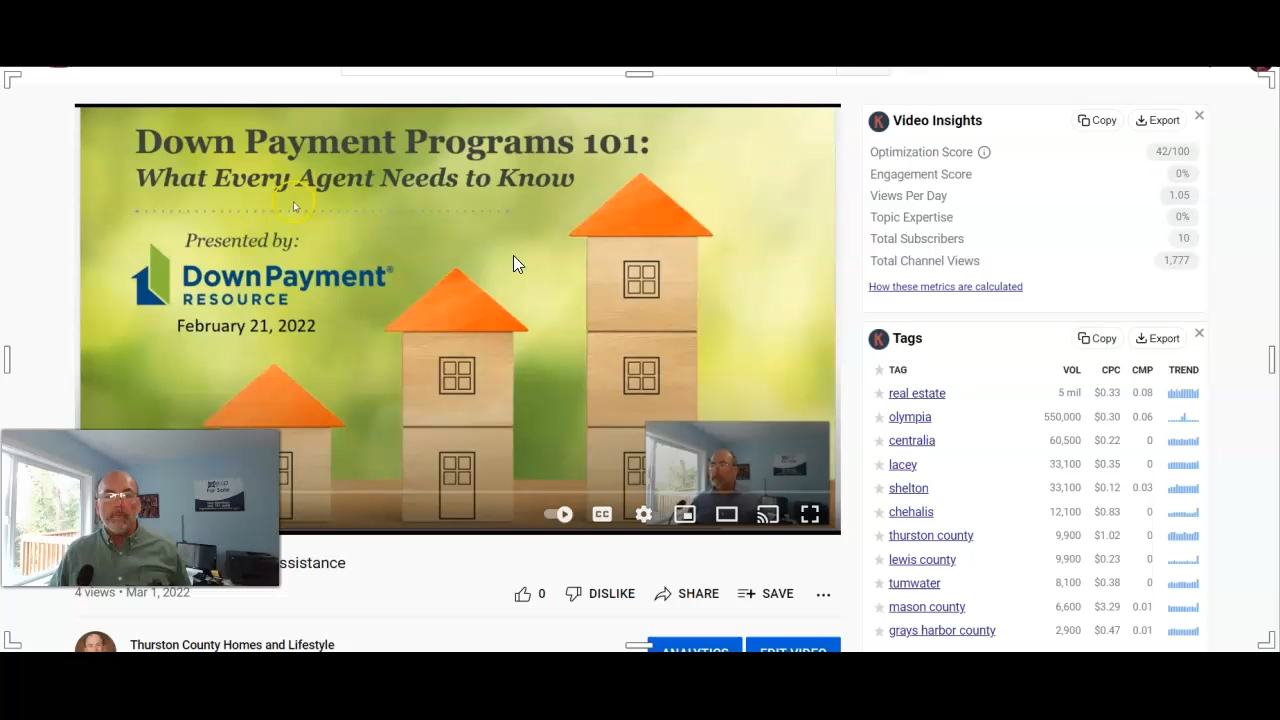 Down Payment Programs 101:
What Every Agent Needs to Know
Presented by:
DownPayment®
RESOURCE
February 21, 2022
CC
ssistance
4 views • Mar 1, 2022
0
DISLIKE
SHARE
SAVE
Thurston County Homes and Lifestyle
ANALYTICS
EDIT VIDEO
K
Video Insights
Copy
Export
Optimization Score
42/100
Engagement Score
0%
Views Per Day
1.05
Topic Expertise
0%
Total Subscribers
10
Total Channel Views
1,777
How these metrics are calculated
K
Tags
Copy
Export
TAG VOL CPC CMP TREND
real estate 5 mil $0.33 0.08
olympia 550,000 $0.30 0.06
centralia 60,500 $0.22 0
lacey 33,100 $0.35 0
shelton 33,100 $0.12 0.03
chehalis 12,100 $0.83 0
thurston county 9,900 $1.02 0
lewis county 9,900 $0.23 0
tumwater 8,100 $0.38 0
mason county 6,600 $3.29 0.01
grays harbor county 2,900 $0.47 0.01